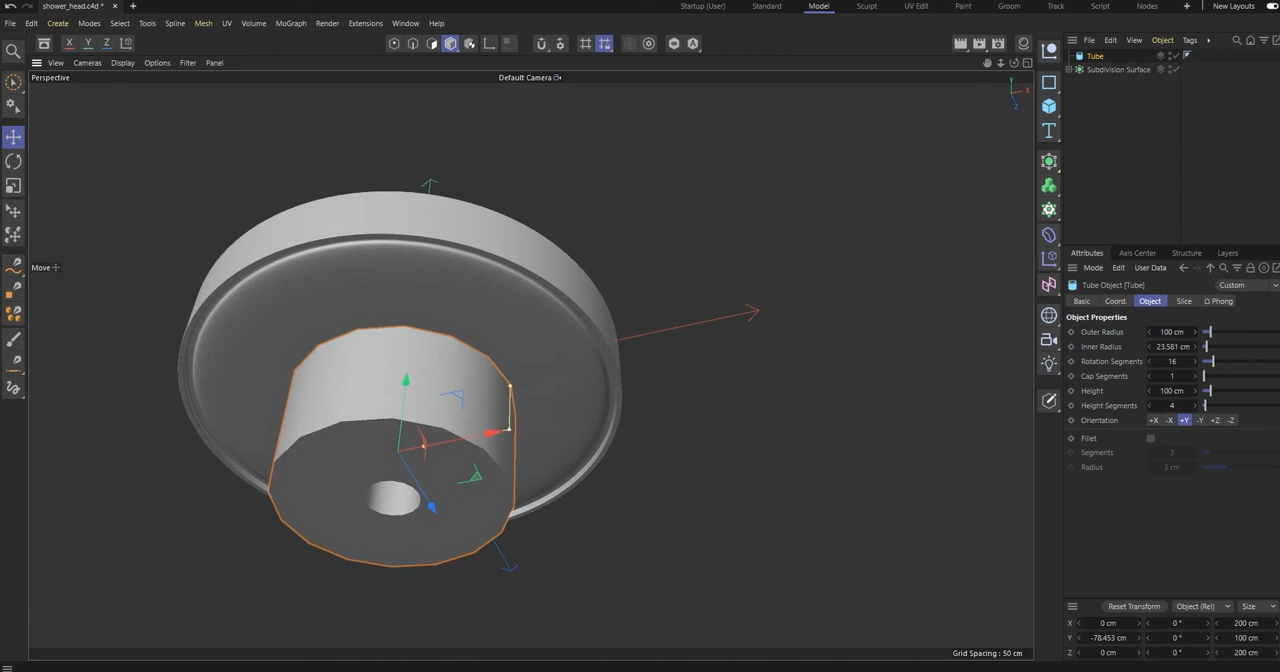 shower_head.c4d *
Startup (User)
Standard
Model
Sculpt
UV Edit
Paint
Groom
Track
Script
Nodes
New Layouts
File
Edit
Create
Modes
Select
Tools
Spline
Mesh
UV
Volume
MoGraph
Render
Extensions
Window
Help
X
Y
Z
View
Cameras
Display
Options
Filter
Panel
Perspective
Default Camera
Y
X
Z
Move
Grid Spacing : 50 cm
File
Edit
View
Object
Tags
Tube
Subdivision Surface
Attributes
Axis Center
Structure
Layers
Mode
Edit
User Data
Tube Object [Tube]
Custom
Basic
Coord.
Object
Slice
Phong
Object Properties
Outer Radius 100 cm
Inner Radius 23.581 cm
Rotation Segments 16
Cap Segments 1
Height 100 cm
Height Segments 4
Orientation +X -X +Y -Y +Z -Z
Fillet
Segments 3
Radius 3 cm
Reset Transform
Object (Rel)
Size
X 0 cm 0 ° 200 cm
Y -78.453 cm 0 ° 100 cm
Z 0 cm 0 ° 200 cm